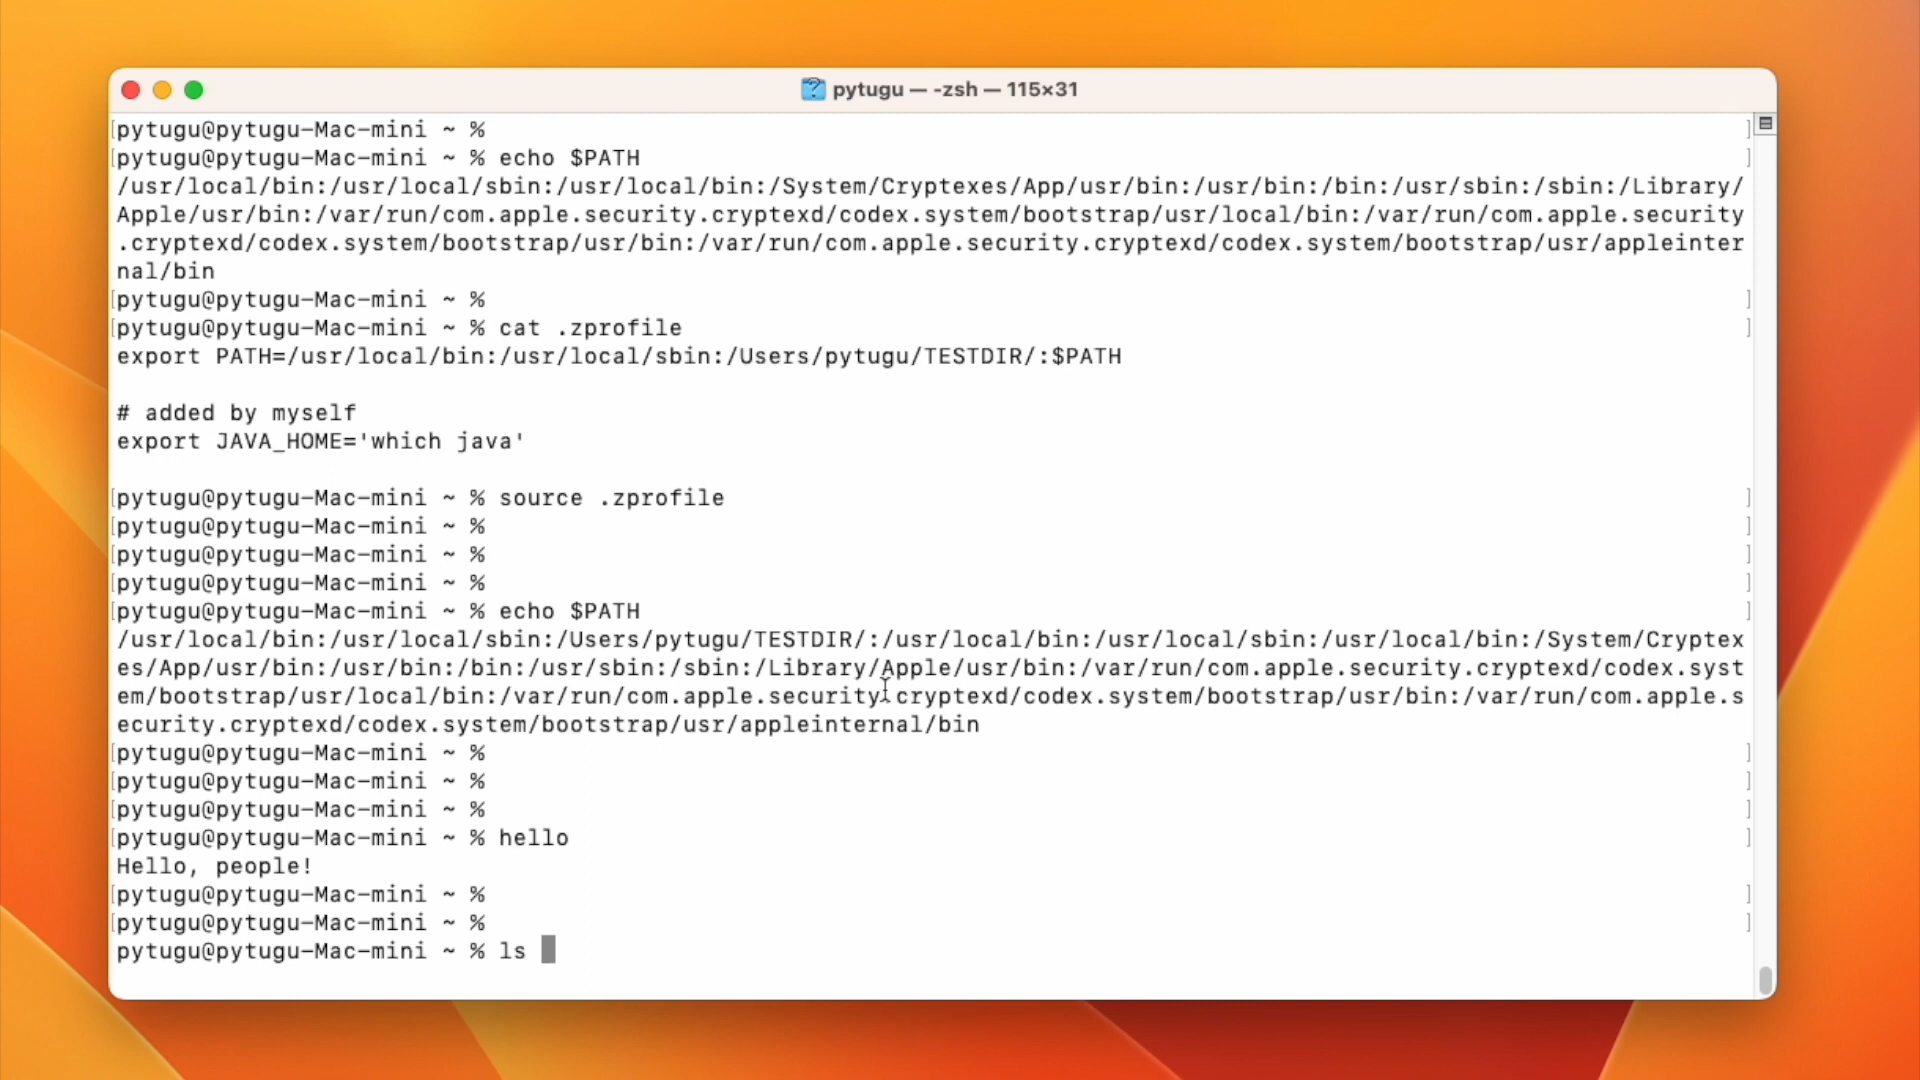 pytugu — -zsh — 115×31
[pytugu@pytugu-Mac-mini ~ % ]
[pytugu@pytugu-Mac-mini ~ % echo $PATH ]
/usr/local/bin:/usr/local/sbin:/usr/local/bin:/System/Cryptexes/App/usr/bin:/usr/bin:/bin:/usr/sbin:/sbin:/Library/
Apple/usr/bin:/var/run/com.apple.security.cryptexd/codex.system/bootstrap/usr/local/bin:/var/run/com.apple.security
.cryptexd/codex.system/bootstrap/usr/bin:/var/run/com.apple.security.cryptexd/codex.system/bootstrap/usr/appleinter
nal/bin
[pytugu@pytugu-Mac-mini ~ % ]
[pytugu@pytugu-Mac-mini ~ % cat .zprofile ]
export PATH=/usr/local/bin:/usr/local/sbin:/Users/pytugu/TESTDIR/:$PATH
# added by myself
export JAVA_HOME='which java'
[pytugu@pytugu-Mac-mini ~ % source .zprofile ]
[pytugu@pytugu-Mac-mini ~ % ]
[pytugu@pytugu-Mac-mini ~ % ]
[pytugu@pytugu-Mac-mini ~ % ]
[pytugu@pytugu-Mac-mini ~ % echo $PATH ]
/usr/local/bin:/usr/local/sbin:/Users/pytugu/TESTDIR/:/usr/local/bin:/usr/local/sbin:/usr/local/bin:/System/Cryptex
es/App/usr/bin:/usr/bin:/bin:/usr/sbin:/sbin:/Library/Apple/usr/bin:/var/run/com.apple.security.cryptexd/codex.syst
em/bootstrap/usr/local/bin:/var/run/com.apple.security.cryptexd/codex.system/bootstrap/usr/bin:/var/run/com.apple.s
ecurity.cryptexd/codex.system/bootstrap/usr/appleinternal/bin
[pytugu@pytugu-Mac-mini ~ % ]
[pytugu@pytugu-Mac-mini ~ % ]
[pytugu@pytugu-Mac-mini ~ % ]
[pytugu@pytugu-Mac-mini ~ % hello ]
Hello, people!
[pytugu@pytugu-Mac-mini ~ % ]
[pytugu@pytugu-Mac-mini ~ % ]
pytugu@pytugu-Mac-mini ~ % ls